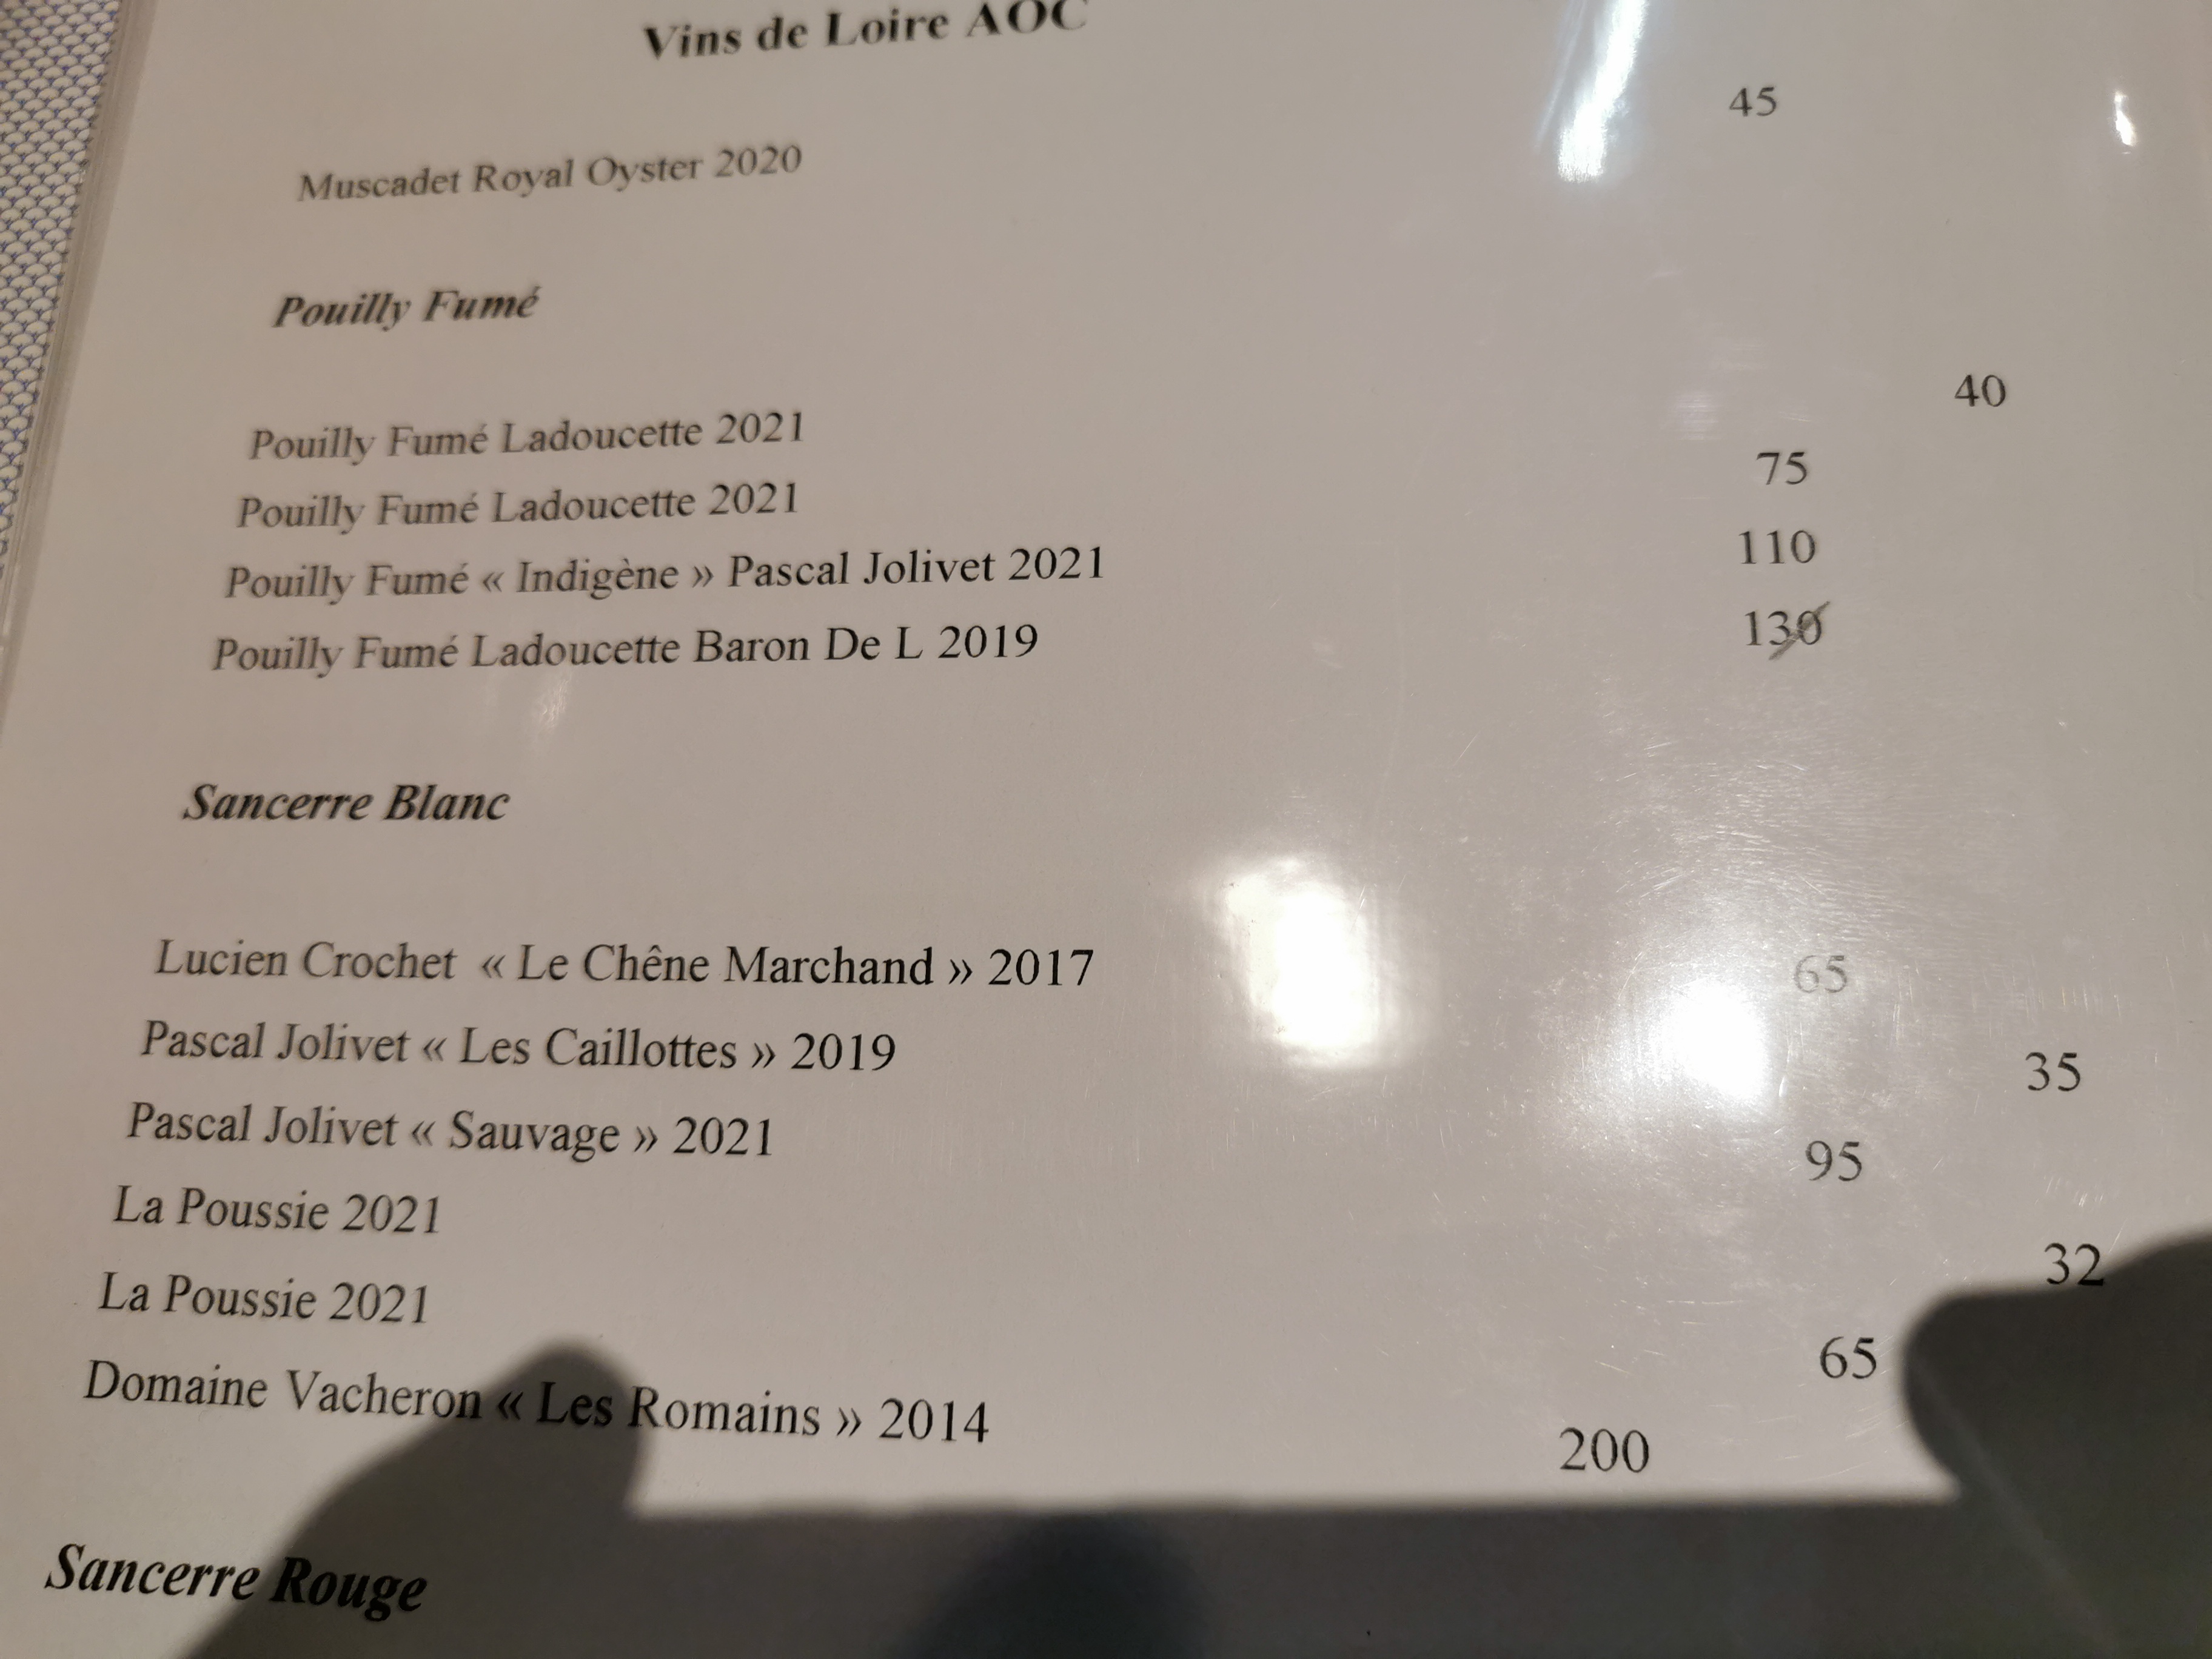 Vins de Loire AOC
Muscadet Royal Oyster 2020 45
Pouilly Fumé
Pouilly Fumé Ladoucette 2021 40
Pouilly Fumé Ladoucette 2021 75
Pouilly Fumé « Indigène » Pascal Jolivet 2021 110
Pouilly Fumé Ladoucette Baron De L 2019 130
Sancerre Blanc
Lucien Crochet « Le Chêne Marchand » 2017 65
Pascal Jolivet « Les Caillottes » 2019 35
Pascal Jolivet « Sauvage » 2021 95
La Poussie 2021 32
La Poussie 2021 65
Domaine Vacheron « Les Romains » 2014 200
Sancerre Rouge